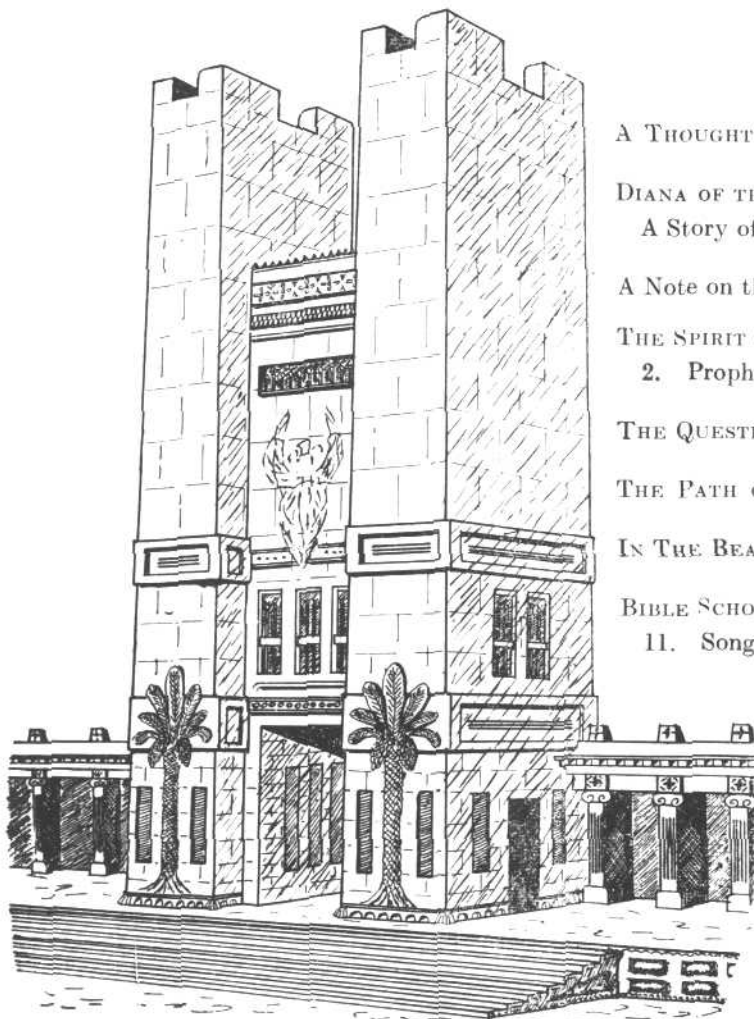 A THOUGHT
DIANA OF
A Story of
A Note on
THE SPIRIT
2. Proph
THE QUESTI
THE PATH
IN THE BEA
BIBLE SCHO
11. Song